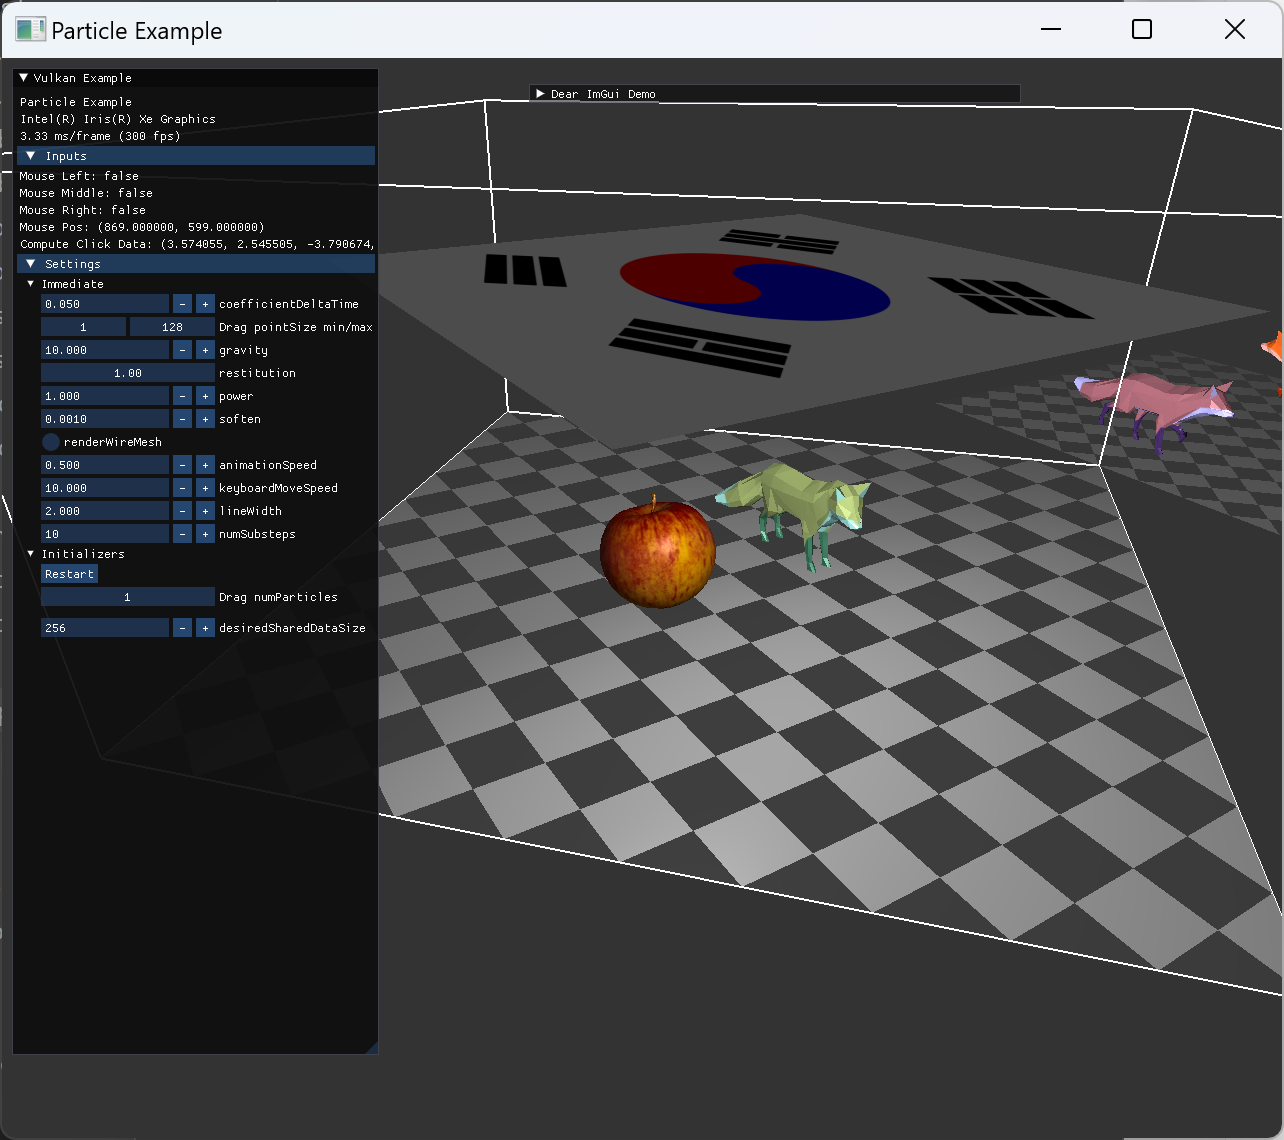 Particle Example
Vulkan Example
Particle Example
Intel(R) Iris(R) Xe Graphics
3.33 ms/frame (300 fps)
Inputs
Mouse Left: false
Mouse Middle: false
Mouse Right: false
Mouse Pos: (869.000000, 599.000000)
Compute Click Data: (3.574055, 2.545505, -3.790674,
Settings
Immediate
0.050 - + coefficientDeltaTime
1 128 Drag pointSize min/max
10.000 - + gravity
1.00 restitution
1.000 - + power
0.0010 - + soften
renderWireMesh
0.500 - + animationSpeed
10.000 - + keyboardMoveSpeed
2.000 - + lineWidth
10 - + numSubsteps
Initializers
Restart
1 Drag numParticles
256 - + desiredSharedDataSize
Dear ImGui Demo